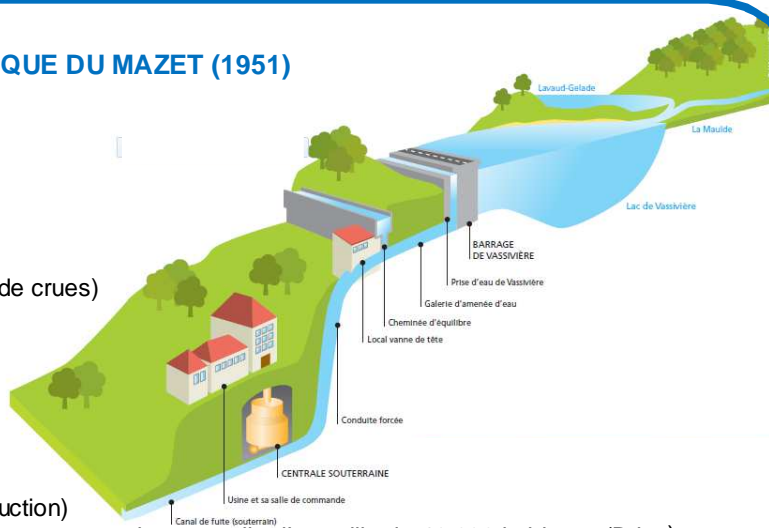 QUE DU MAZET (1951)
Lavaud-Gelade
La Maulde
Lac de Vassivière
BARRAGE
DE VASSIVIÈRE
Prise d'eau de Vassivière
de crues)
Galerie d'amenée d'eau
Cheminée d'équilibre
Local vanne de tête
Conduite forcée
CENTRALE SOUTERRAINE
Usine et sa salle de commande
uction)
Canal de fuite (souterrain)